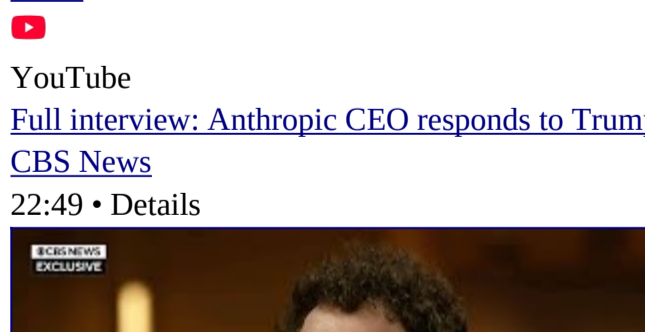 YouTube
Full interview: Anthropic CEO responds to Trum
CBS News
22:49 • Details
CBS NEWS
EXCLUSIVE